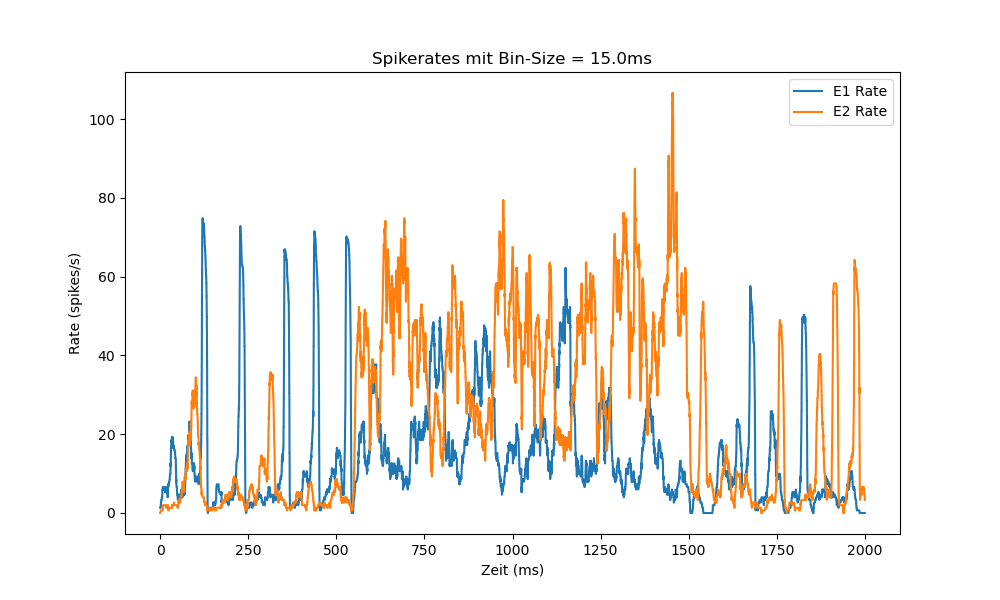 Spikerates mit Bin-Size = 15.0ms
E1 Rate
E2 Rate
Rate (spikes/s)
100
80
60
40
20
0
0 250 500 750 1000 1250 1500 1750 2000
Zeit (ms)